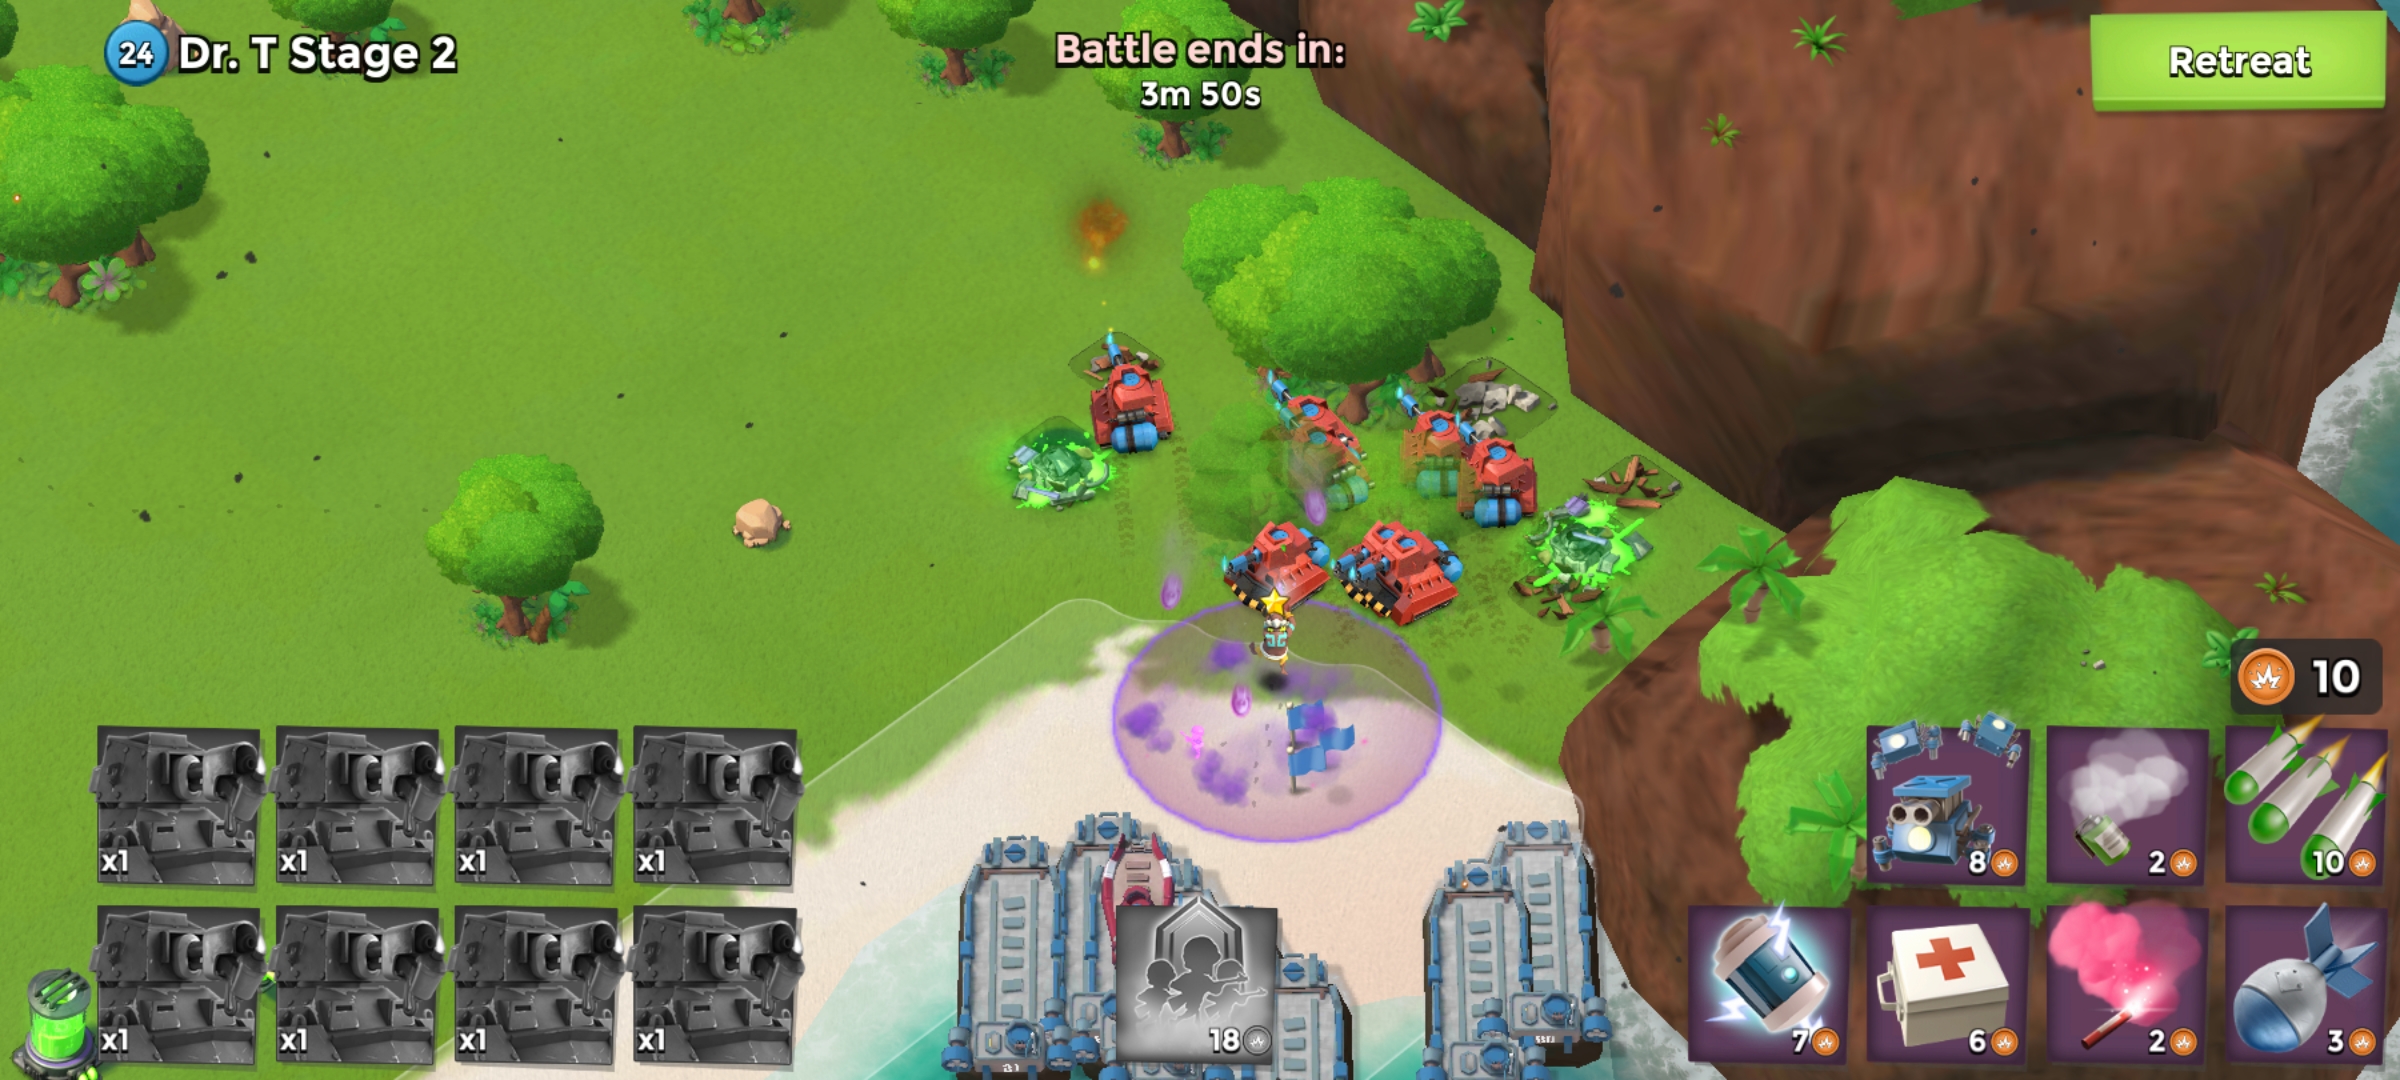 24 Dr. T Stage 2
Battle ends in:
3m 50s
Retreat
10
x1 x1 x1 x1
8 2 10
x1 x1 x1 x1
18
7 6 2 3